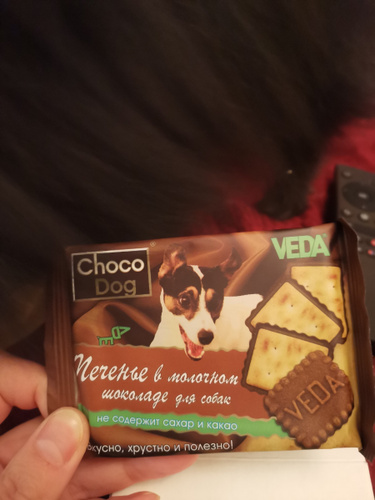 Choco
Dog
VEDA
Печенье в молочном
шоколаде для собак
не содержит сахар и какао
вкусно, хрустно и полезно!
VEDA